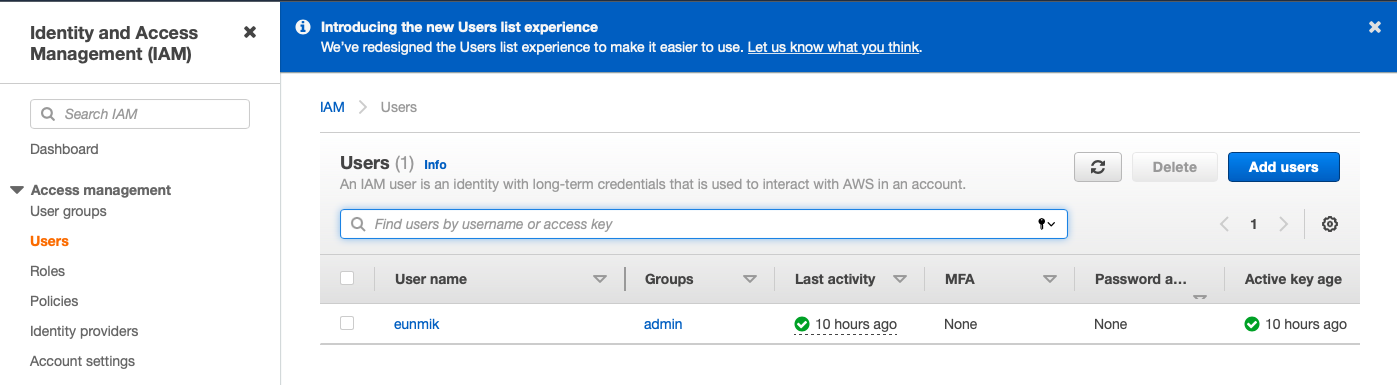 Identity and Access
Management (IAM)
Search IAM
Dashboard
Access management
User groups
Users
Roles
Policies
Identity providers
Account settings
Introducing the new Users list experience
We've redesigned the Users list experience to make it easier to use. Let us know what you think.
IAM Users
Users (1) Info
An IAM user is an identity with long-term credentials that is used to interact with AWS in an account.
Delete
Add users
Find users by username or access key
1
User name Groups Last activity MFA Password a... Active key age
eunmik admin 10 hours ago None None 10 hours ago